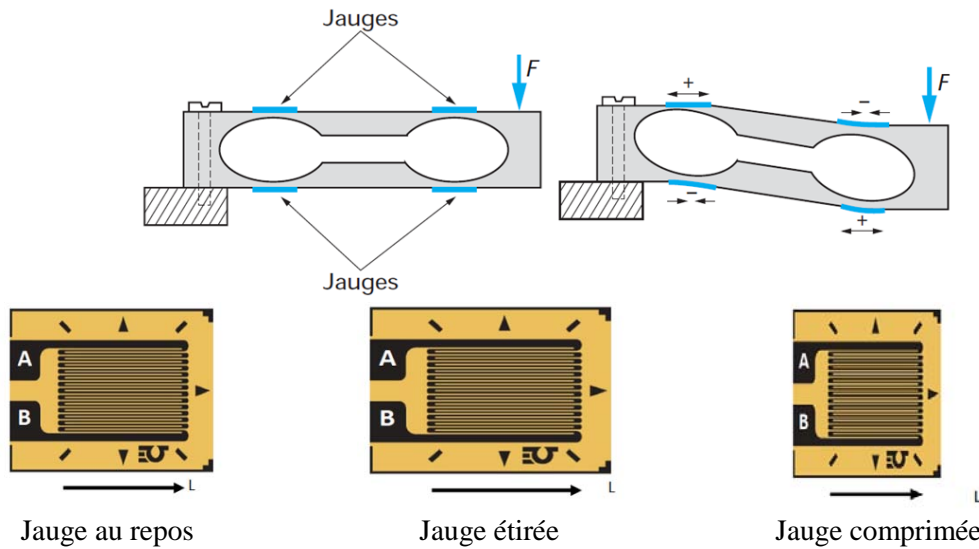 Jauges
F
F
+
−
−
+
Jauges
A
B
A
B
A
B
L
L
L
Jauge au repos
Jauge étirée
Jauge comprimée